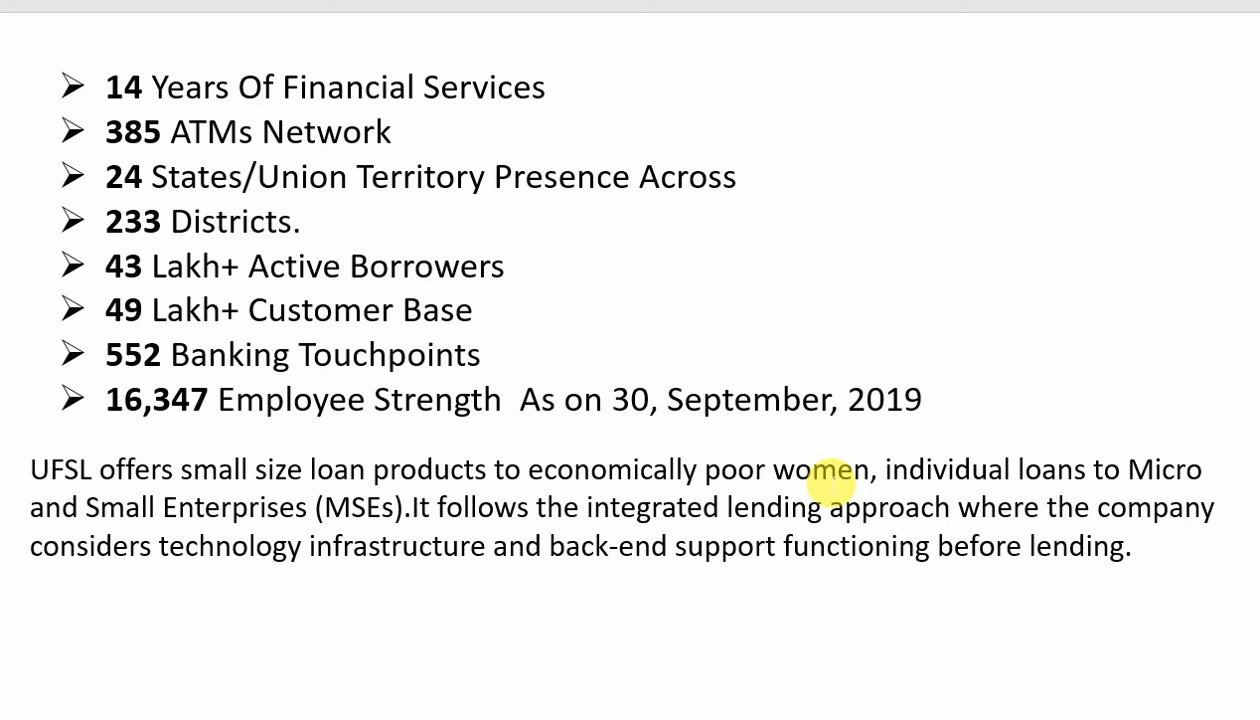 ➢ 14 Years Of Financial Services
➢ 385 ATMs Network
➢ 24 States/Union Territory Presence Across
➢ 233 Districts.
➢ 43 Lakh+ Active Borrowers
➢ 49 Lakh+ Customer Base
➢ 552 Banking Touchpoints
➢ 16,347 Employee Strength  As on 30, September, 2019
UFSL offers small size loan products to economically poor women, individual loans to Micro
and Small Enterprises (MSEs).It follows the integrated lending approach where the company
considers technology infrastructure and back-end support functioning before lending.